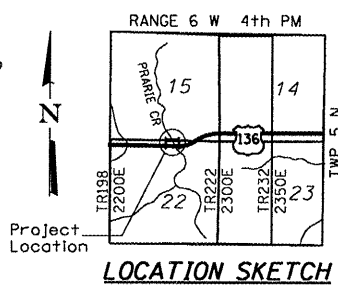 RANGE 6 W 4th PM
15
14
PRARIE CR
N
136
TWP 5 N
TR198
2200E
TR222
2300E
TR232
2350E
22
23
Project
Location
LOCATION SKETCH